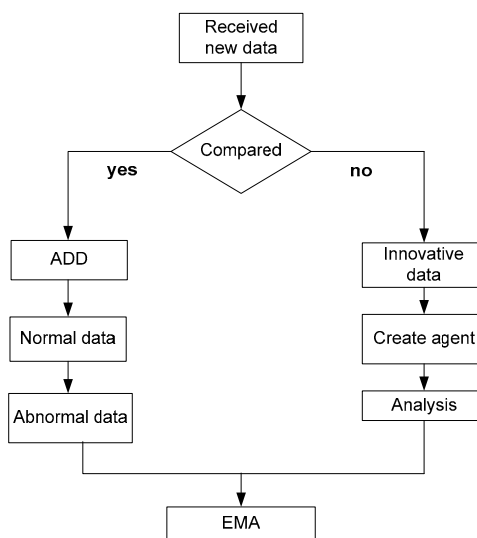 Received
new data
Compared
yes
no
ADD
Innovative
data
Normal data
Create agent
Abnormal data
Analysis
EMA